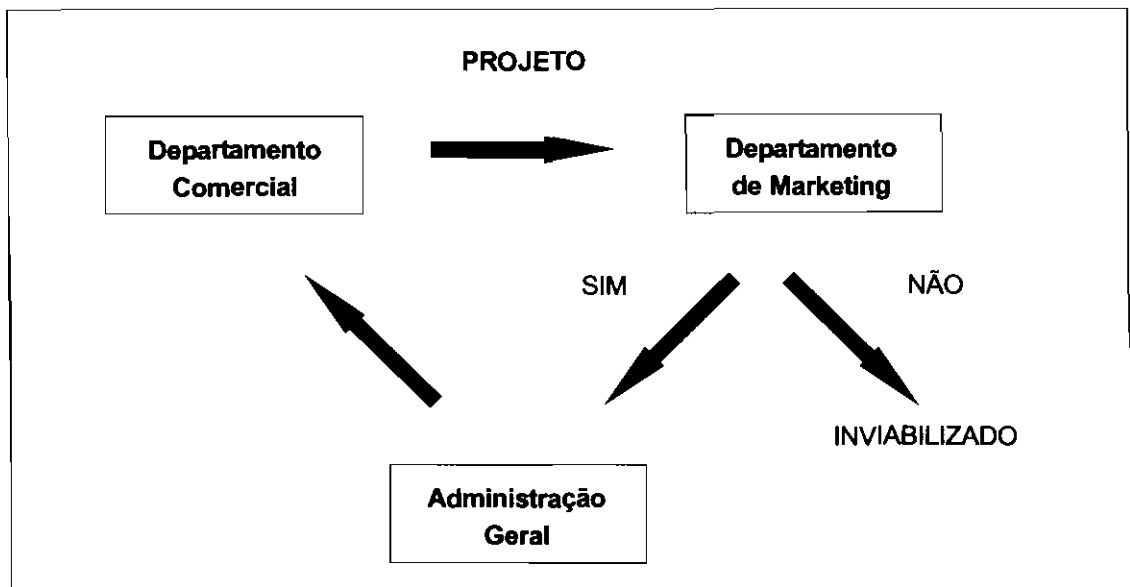 PROJETO
Departamento
Comercial
Departamento
de Marketing
SIM
NÃO
INVIABILIZADO
Administração
Geral